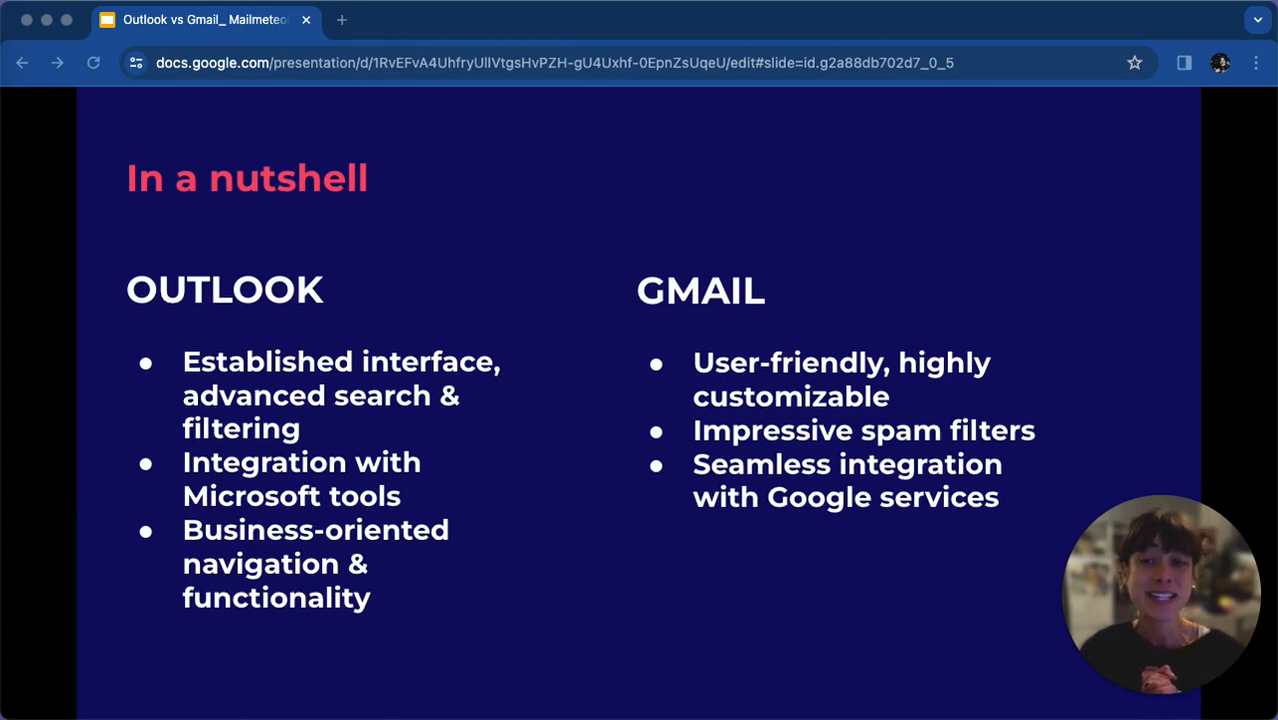 Outlook vs Gmail_ Mailmeteo
docs.google.com/presentation/d/1RvEFvA4UhfryUllVtgsHvPZH-gU4Uxhf-0EpnZsUqeU/edit#slide=id.g2a88db702d7_0_5
In a nutshell
OUTLOOK
Established interface,
advanced search &
filtering
Integration with
Microsoft tools
Business-oriented
navigation &
functionality
GMAIL
User-friendly, highly
customizable
Impressive spam filters
Seamless integration
with Google services